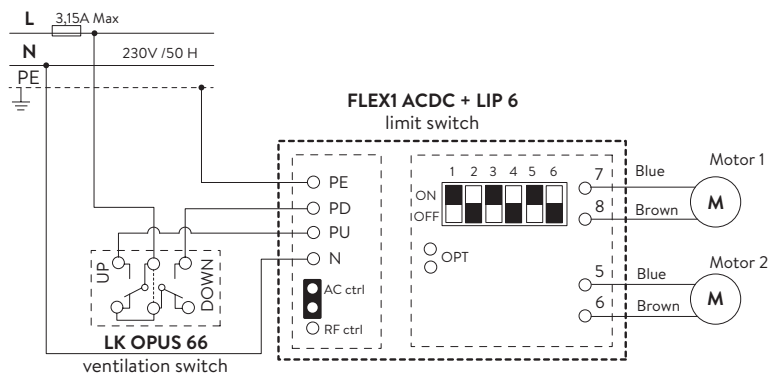 L 3,15A Max
N 230V /50 H
PE
FLEX1 ACDC + LIP 6
limit switch
1 2 3 4 5 6
ON
OFF
OPT
PE
PD
PU
N
AC ctrl
RF ctrl
7 Blue Motor 1
8 Brown M
5 Blue Motor 2
6 Brown M
UP
DOWN
LK OPUS 66
ventilation switch